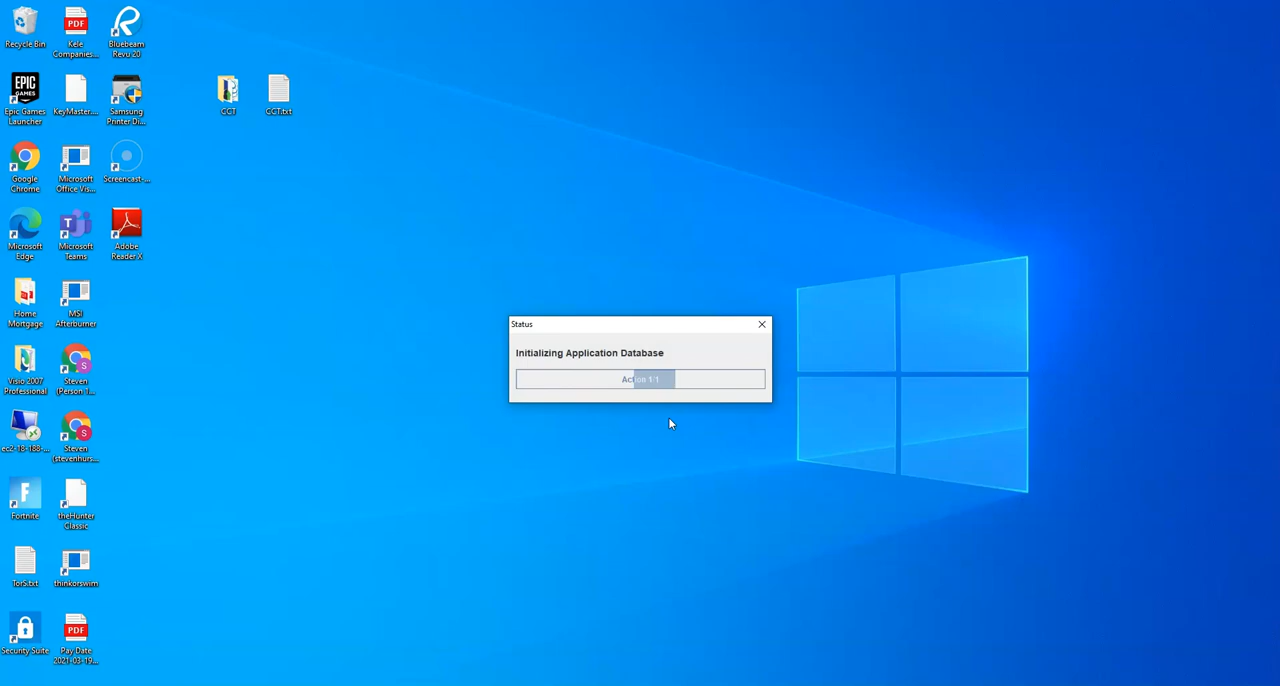 Recycle Bin
PDF
Kele
Companies...
Bluebeam
Revu 20
EPIC
GAMES
Epic Games
Launcher
KeyMaster....
Samsung
Printer Di...
CCT
CCT.txt
Google
Chrome
Microsoft
Office Vis...
Screencast-...
Microsoft
Edge
T
Microsoft
Teams
Adobe
Reader X
Home
Mortgage
MSI
Afterburner
Status
Initializing Application Database
Action 1/1
Visio 2007
Professional
S
Steven
(Person 1...
ec2-18-188-...
S
Steven
(stevenhurs...
F
Fortnite
theHunter
Classic
TorS.txt
thinkorswim
Security Suite
PDF
Pay Date
2021-03-19...